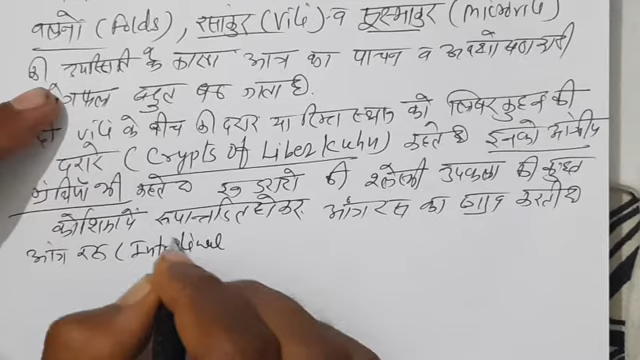 वलनो (Folds), रसांकुर (Villi) व सूक्ष्मांकुर (Microvilli)
की उपस्थिती के कारण आंत्र का पाचन व अवशोषणकारी
क्षेत्रफल बहुत बढ जाता है.
दो villi के बीच की दरार या रिक्त स्थान को लिबरकुहन की
दरारे (Crypts of Liberkuhn) कहते है इनको आंत्रीय
ग्रंथियॉ भी कहते है इन दरारो की श्लेष्मी उपकला की कुछ
कोशिकायें रूपान्तरित होकर आंत्र रस का स्राव करती है
आंत्र रस (Intestinal